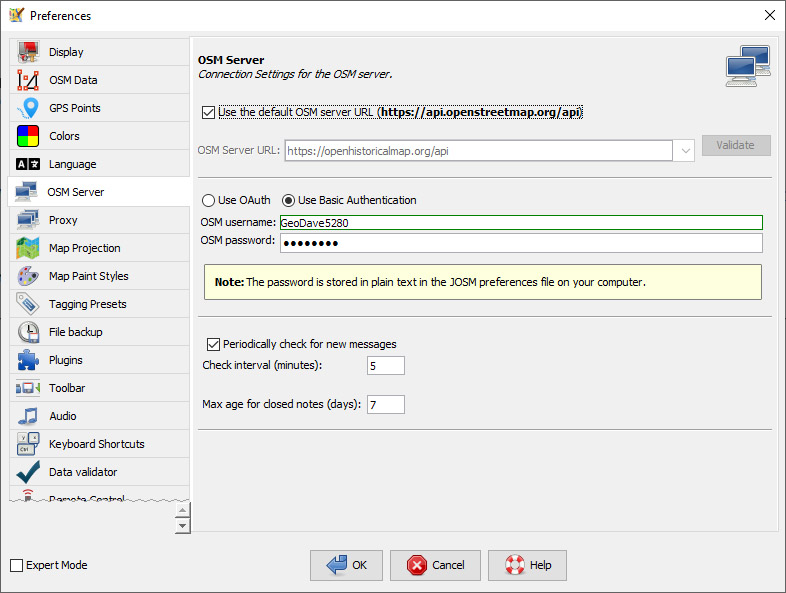 Preferences
Display
OSM Data
GPS Points
Colors
Language
OSM Server
Proxy
Map Projection
Map Paint Styles
Tagging Presets
File backup
Plugins
Toolbar
Audio
Keyboard Shortcuts
Data validator
Remote Control
Expert Mode
OSM Server
Connection Settings for the OSM server.
Use the default OSM server URL (https://api.openstreetmap.org/api)
OSM Server URL: https://openhistoricalmap.org/api Validate
Use OAuth Use Basic Authentication
OSM username: GeoDave5280
OSM password: ●●●●●●●●
Note: The password is stored in plain text in the JOSM preferences file on your computer.
Periodically check for new messages
Check interval (minutes): 5
Max age for closed notes (days): 7
OK Cancel Help